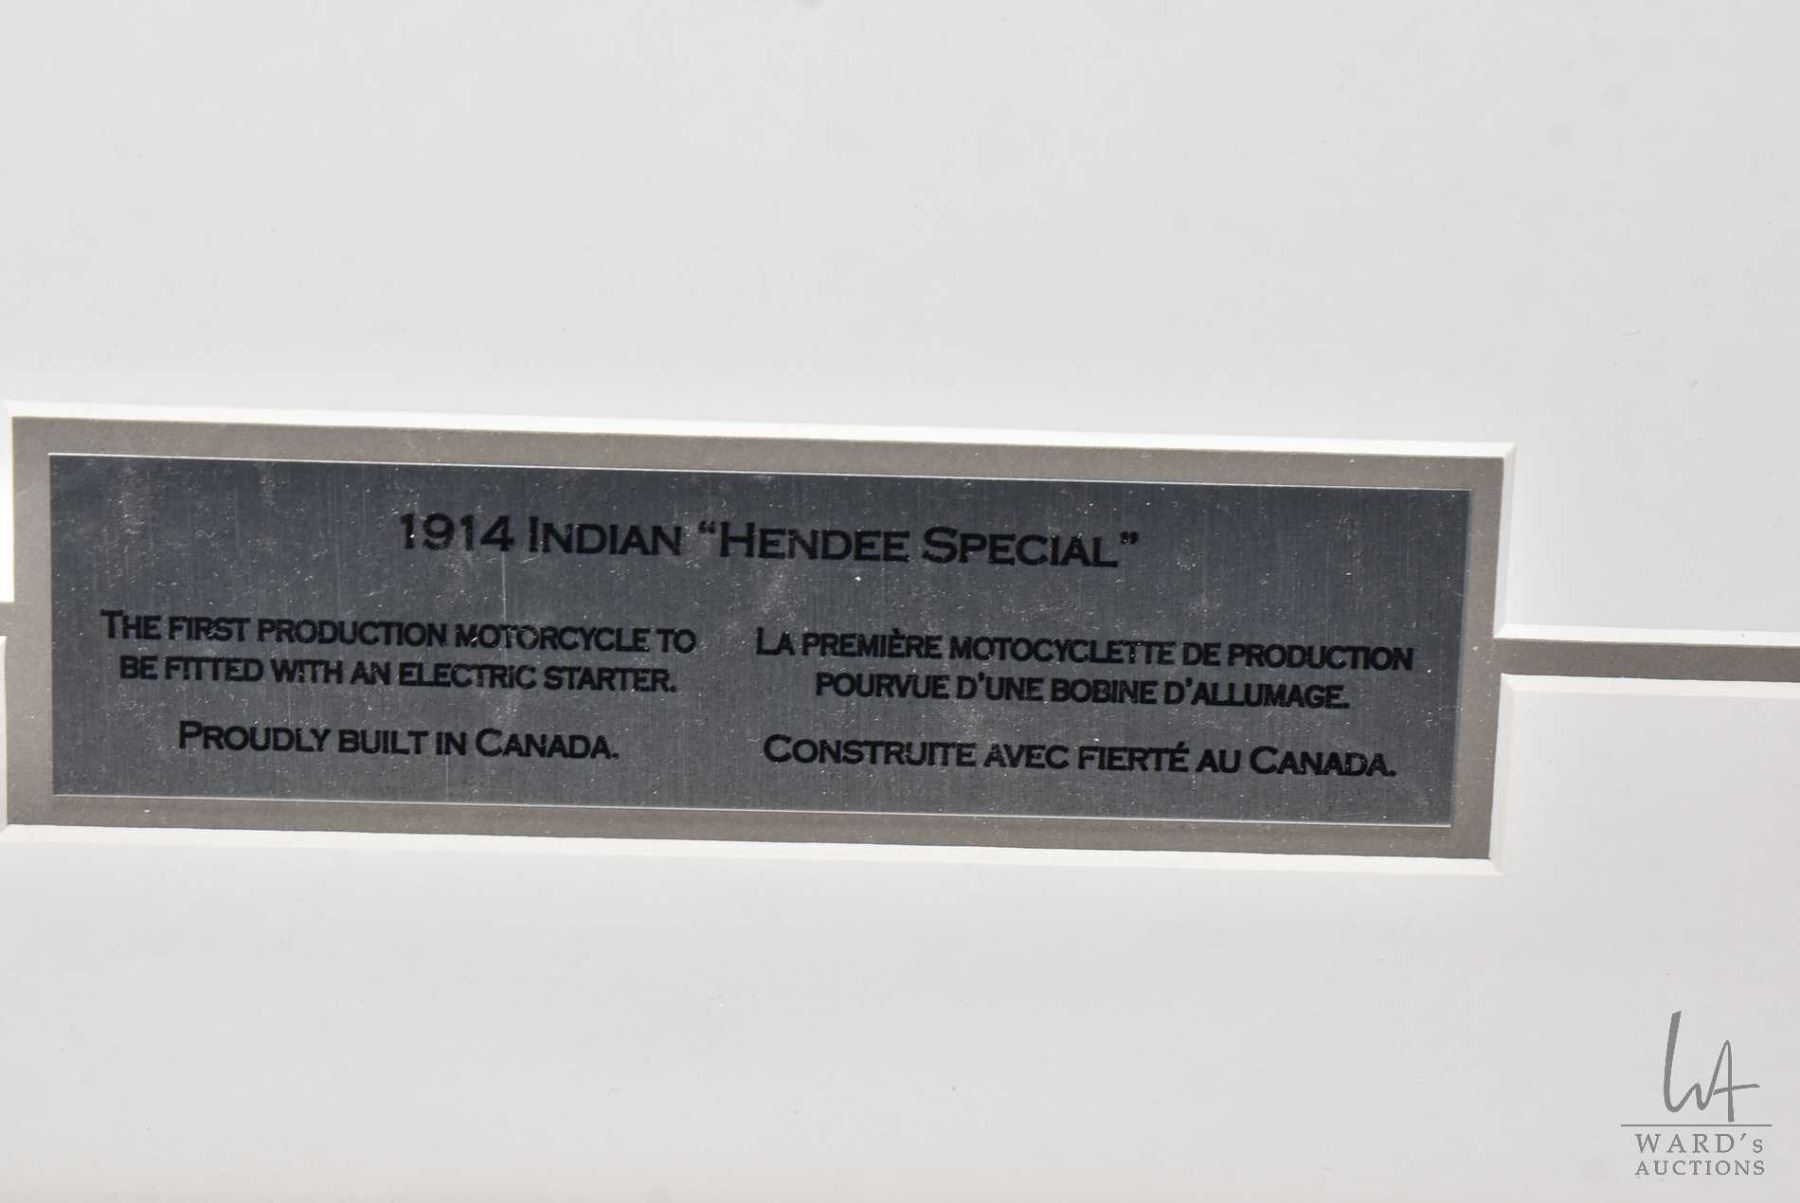 1914 INDIAN “HENDEE SPECIAL”
THE FIRST PRODUCTION MOTORCYCLE TO
BE FITTED WITH AN ELECTRIC STARTER.
PROUDLY BUILT IN CANADA.
LA PREMIÈRE MOTOCYCLETTE DE PRODUCTION
POURVUE D'UNE BOBINE D'ALLUMAGE.
CONSTRUITE AVEC FIERTÉ AU CANADA.
WA
WARD's
AUCTIONS